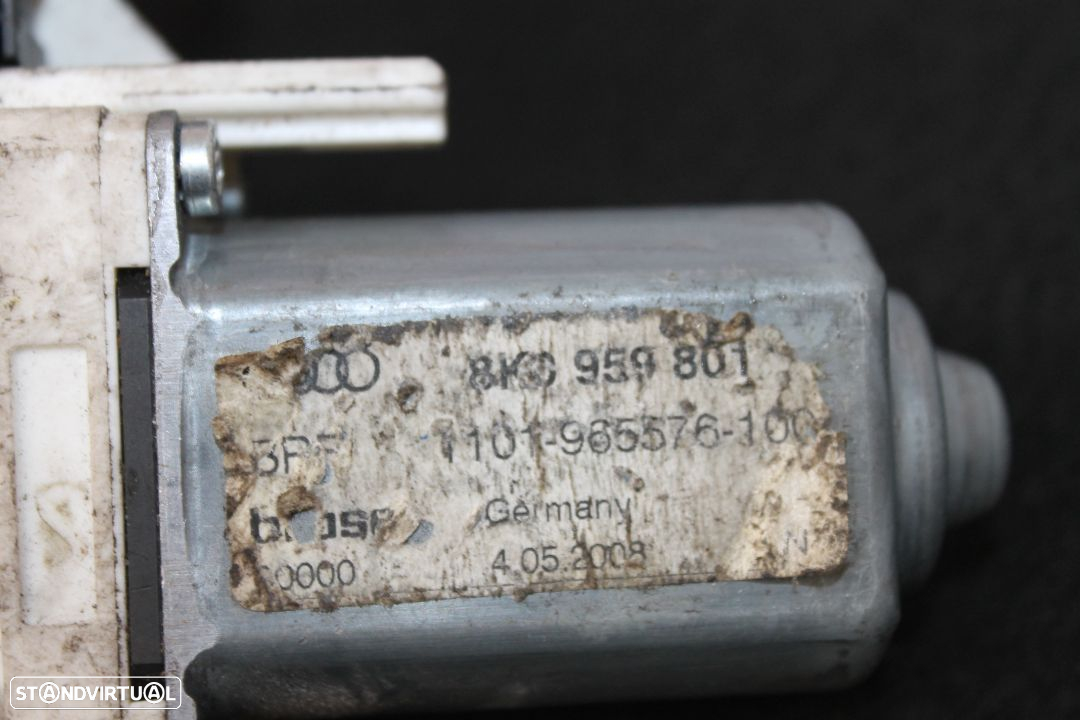 8K0 959 801
1101-965576-100
brose
Germany
0000 4.05.2008
N
STANDVIRTUAL